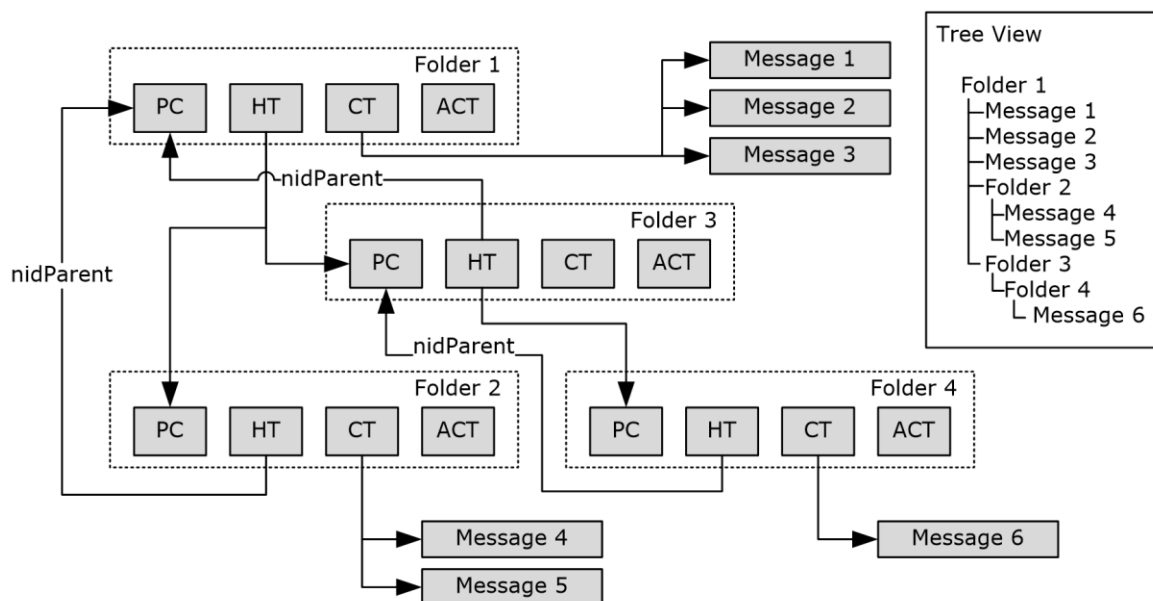 Folder 1
PC HT CT ACT
Message 1
Message 2
Message 3
nidParent
Folder 3
PC HT CT ACT
nidParent
nidParent
Folder 2
PC HT CT ACT
Folder 4
PC HT CT ACT
Message 4
Message 5
Message 6
Tree View
Folder 1
Message 1
Message 2
Message 3
Folder 2
Message 4
Message 5
Folder 3
Folder 4
Message 6